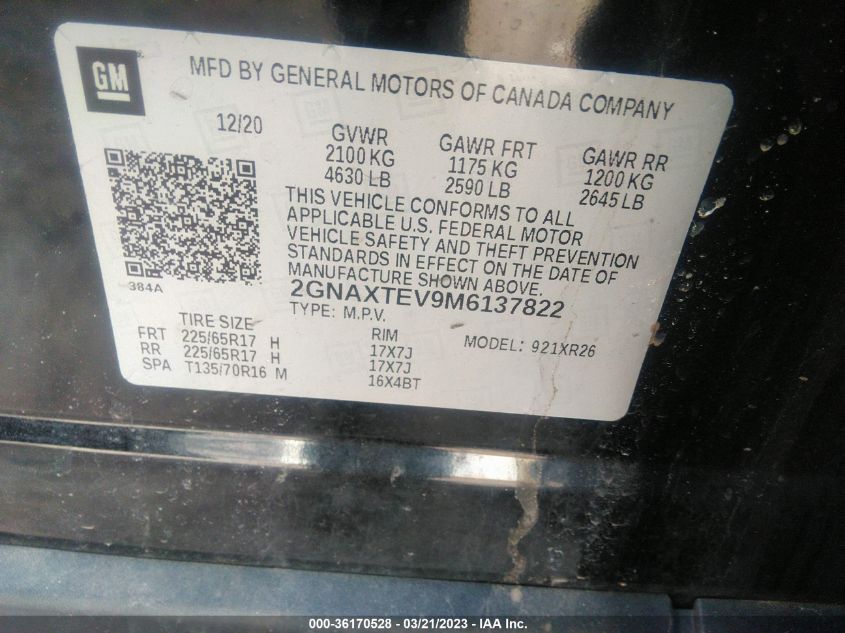 GM
MFD BY GENERAL MOTORS OF CANADA COMPANY
12/20
GVWR
2100 KG
4630 LB
GAWR FRT
1175 KG
2590 LB
GAWR RR
1200 KG
2645 LB
THIS VEHICLE CONFORMS TO ALL
APPLICABLE U.S. FEDERAL MOTOR
VEHICLE SAFETY AND THEFT PREVENTION
STANDARDS IN EFFECT ON THE DATE OF
MANUFACTURE SHOWN ABOVE.
384A
2GNAXTEV9M6137822
TYPE: M.P.V.
MODEL: 921XR26
TIRE SIZE RIM
FRT 225/65R17 H 17X7J
RR 225/65R17 H 17X7J
SPA T135/70R16 M 16X4BT
000-36170528 - 03/21/2023 - IAA Inc.